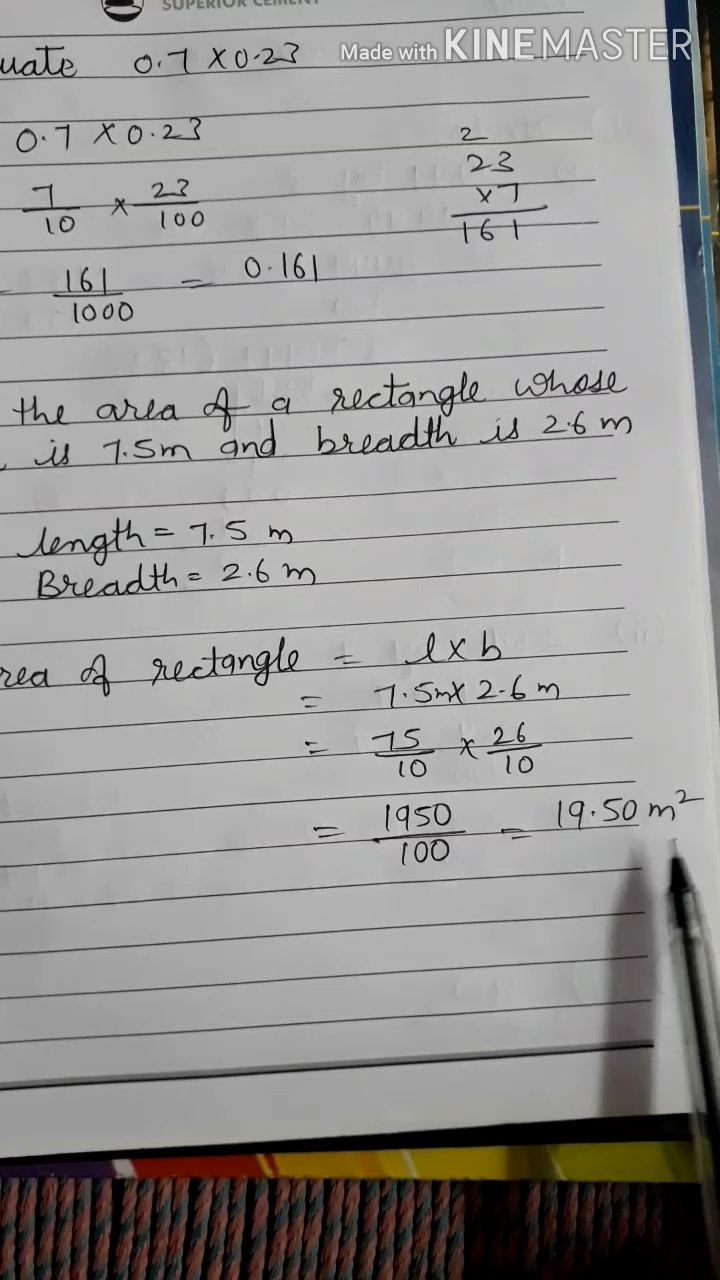 SUPERIOR CEMENT
Made with KINEMASTER
uate 0.7 × 0.23
0.7 × 0.23
7/10 × 23/100
2
23
×7
161
161/1000 = 0.161
the area of a rectangle whose
is 7.5m and breadth is 2.6 m
length = 7.5 m
Breadth = 2.6 m
rea of rectangle = l×b
= 7.5m× 2.6 m
= 75/10 × 26/10
= 1950/100 = 19.50 m²